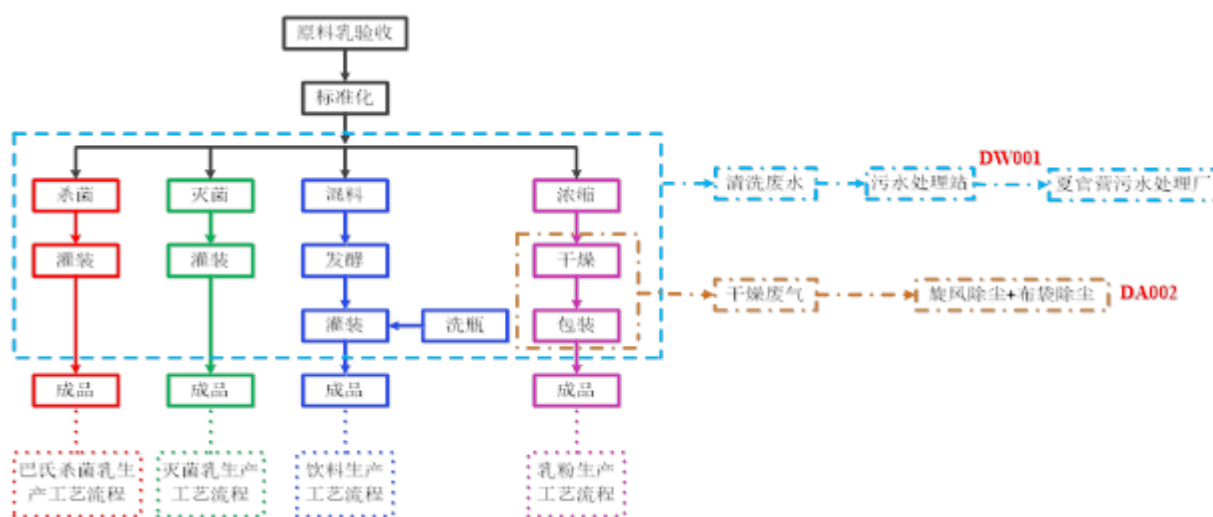 原料乳验收
标准化
DW001
杀菌
灭菌
混料
浓缩
清洗废水
污水处理站
夏官营污水处理厂
灌装
灌装
发酵
干燥
干燥废气
旋风除尘+布袋除尘
DA002
灌装
洗瓶
包装
成品
成品
成品
成品
巴氏杀菌乳生
产工艺流程
灭菌乳生产
工艺流程
饮料生产
工艺流程
乳粉生产
工艺流程